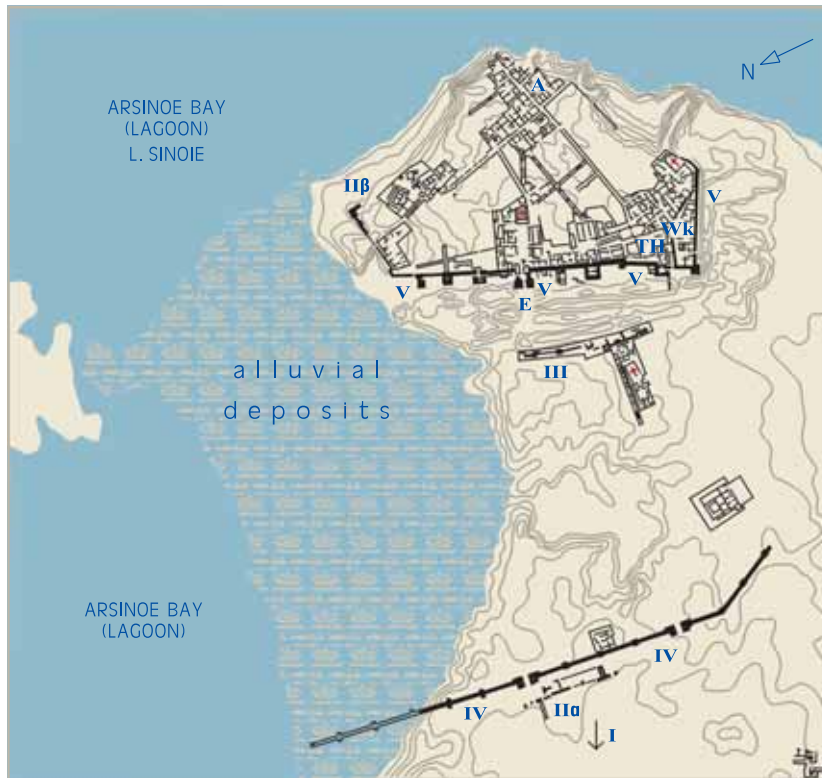 N
ARSINOE BAY
(LAGOON)
L. SINOIE
A
IIβ
V
Wk
TH
V
V
V
E
alluvial
deposits
III
ARSINOE BAY
(LAGOON)
IV
IV
IIα
I